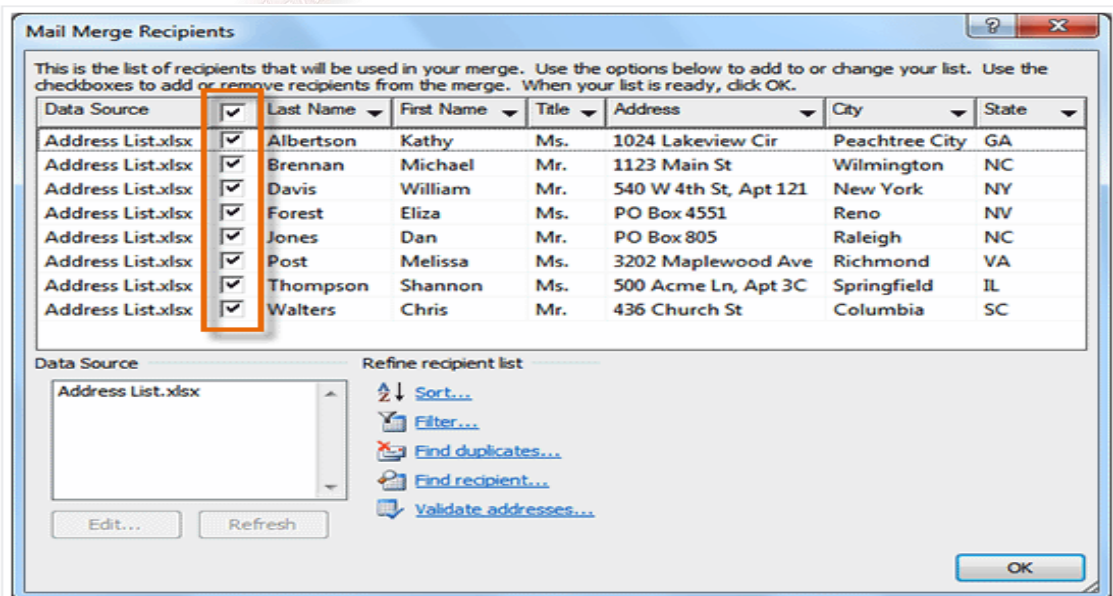 Mail Merge Recipients
This is the list of recipients that will be used in your merge. Use the options below to add to or change your list. Use the
checkboxes to add or remove recipients from the merge. When your list is ready, click OK.
Data Source Last Name First Name Title Address City State
Address List.xlsx Albertson Kathy Ms. 1024 Lakeview Cir Peachtree City GA
Address List.xlsx Brennan Michael Mr. 1123 Main St Wilmington NC
Address List.xlsx Davis William Mr. 540 W 4th St, Apt 121 New York NY
Address List.xlsx Forest Eliza Ms. PO Box 4551 Reno NV
Address List.xlsx Jones Dan Mr. PO Box 805 Raleigh NC
Address List.xlsx Post Melissa Ms. 3202 Maplewood Ave Richmond VA
Address List.xlsx Thompson Shannon Ms. 500 Acme Ln, Apt 3C Springfield IL
Address List.xlsx Walters Chris Mr. 436 Church St Columbia SC
Data Source Refine recipient list
Address List.xlsx
Sort...
Filter...
Find duplicates...
Find recipient...
Validate addresses...
Edit... Refresh
OK